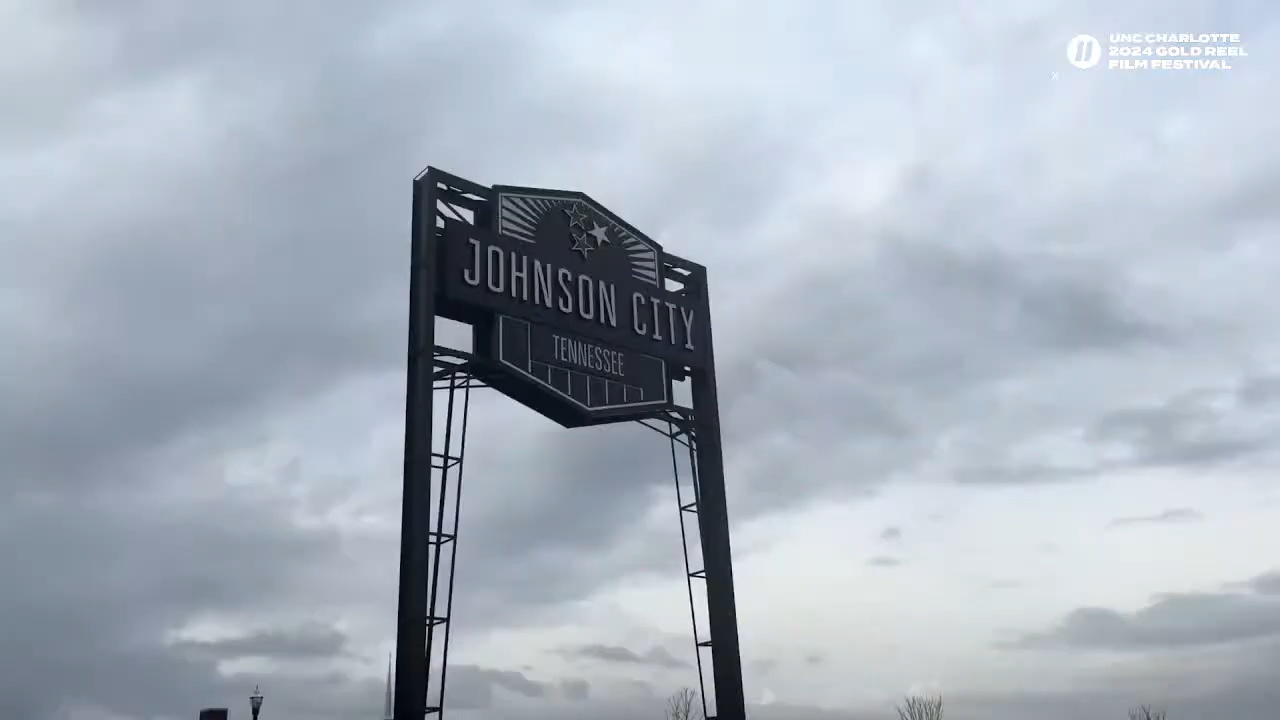 UNC CHARLOTTE
2024 GOLD REEL
FILM FESTIVAL
JOHNSON CITY
TENNESSEE